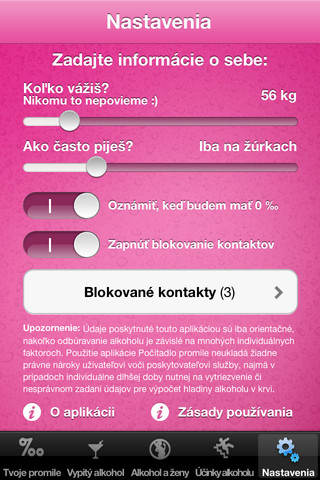 Nastavenia
Zadajte informácie o sebe:
Koľko vážiš?
Nikomu to nepovieme :)
56 kg
Ako často piješ?
Iba na žúrkach
Oznámiť, keď budem mať 0 ‰
Zapnúť blokovanie kontaktov
Blokované kontakty (3)
Upozornenie: Údaje poskytnuté touto aplikáciou sú iba orientačné,
nakoľko odbúravanie alkoholu je závislé na mnohých individuálnych
faktoroch. Použitie aplikácie Počítadlo promile neukladá žiadne
právne nároky užívateľovi voči poskytovateľovi služby, najmä v
prípadoch individuálne dlhšej doby nutnej na vytriezvenie či
nesprávnom zadaní údajov pre výpočet hladiny alkoholu v krvi.
O aplikácii
Zásady používania
‰
Tvoje promile
Vypitý alkohol
Alkohol a ženy
Účinky alkoholu
Nastavenia